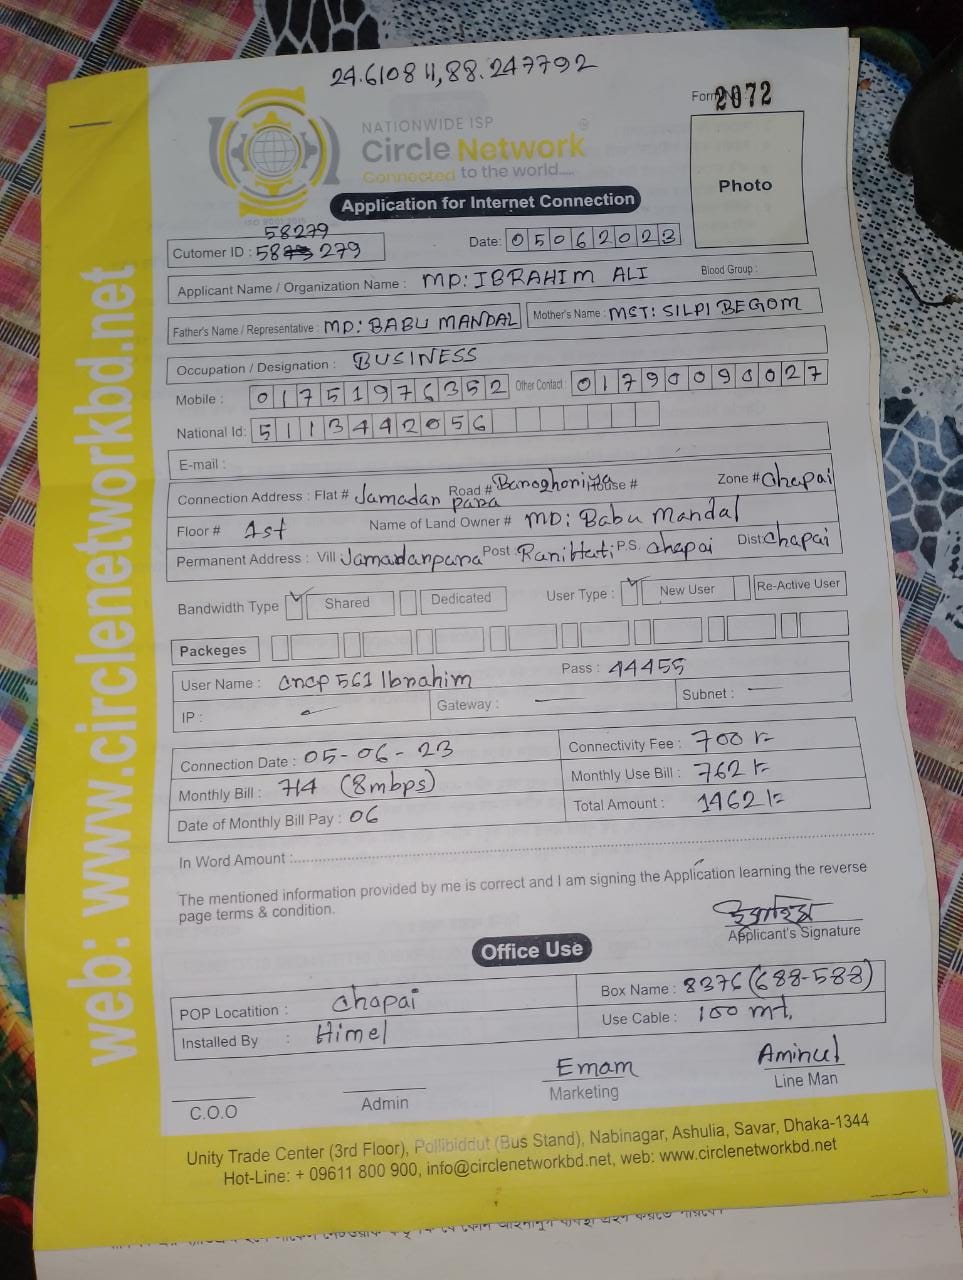 24.610811,88.247792
Form No : 2072
NATIONWIDE ISP
Circle Network
Connected to the world.....
ISO 9001:2015
Photo
Application for Internet Connection
58279
Cutomer ID : 58 279
Date: 05062023
Applicant Name / Organization Name : MD: IBRAHIM ALI Blood Group :
Father's Name / Representative : MD: BABU MANDAL Mother's Name : MST: SILPI BEGOM
Occupation / Designation : BUSINESS
Mobile : 01751976352 Other Contact : 01790090027
National Id: 5113442056
E-mail :
Connection Address : Flat # Jamadan para Road # Baroghoniya House # Zone # Chapai
Floor # 1st Name of Land Owner # MD: Babu Mandal
Permanent Address : Vill Jamadanpara Post : Ranihati P.S. Chapai Dist: Chapai
Bandwidth Type ✓ Shared Dedicated User Type : ✓ New User Re-Active User
Packeges
User Name : cncp561 Ibrahim Pass : 44455
IP : — Gateway : — Subnet : —
Connection Date : 05-06-23 Connectivity Fee : 700 k
Monthly Bill : 714 (8mbps) Monthly Use Bill : 762 k
Date of Monthly Bill Pay : 06 Total Amount : 1462 k
In Word Amount :
The mentioned information provided by me is correct and I am signing the Application learning the reverse
page terms & condition.
Applicant's Signature
Office Use
POP Locatition : Chapai Box Name : 8376(688-588)
Installed By : Himel Use Cable : 100 mt.
Emam Aminul
C.O.O Admin Marketing Line Man
Unity Trade Center (3rd Floor), Pollibiddut (Bus Stand), Nabinagar, Ashulia, Savar, Dhaka-1344
Hot-Line: + 09611 800 900, info@circlenetworkbd.net, web: www.circlenetworkbd.net
web: www.circlenetworkbd.net